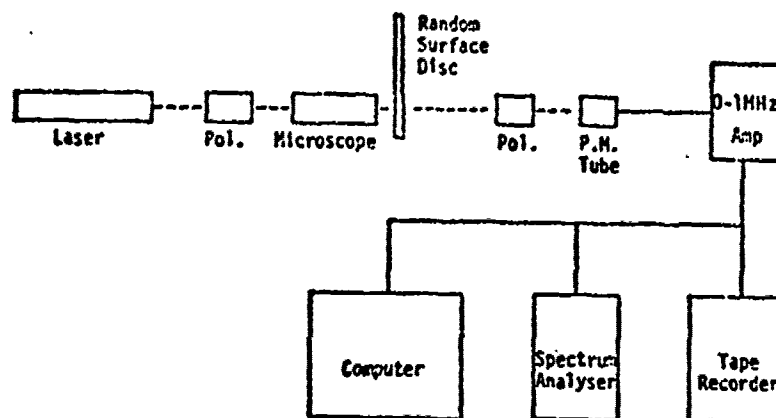 Random
Surface
Disc
Laser
Pol.
Microscope
Pol.
P.M.
Tube
0-1MHz
Amp
Computer
Spectrum
Analyser
Tape
Recorder